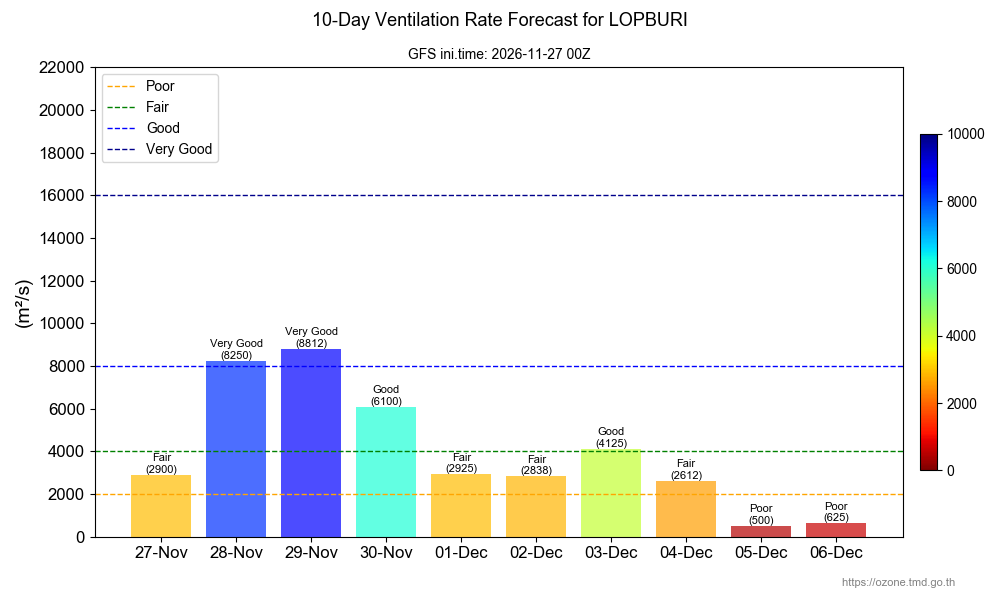 10-Day Ventilation Rate Forecast for LOPBURI
GFS ini.time: 2026-11-27 00Z
(m²/s)
22000
20000
18000
16000
14000
12000
10000
8000
6000
4000
2000
0
Poor
Fair
Good
Very Good
Fair
(2900)
Very Good
(8250)
Very Good
(8812)
Good
(6100)
Fair
(2925)
Fair
(2838)
Good
(4125)
Fair
(2612)
Poor
(500)
Poor
(625)
27-Nov
28-Nov
29-Nov
30-Nov
01-Dec
02-Dec
03-Dec
04-Dec
05-Dec
06-Dec
10000
8000
6000
4000
2000
0
https://ozone.tmd.go.th